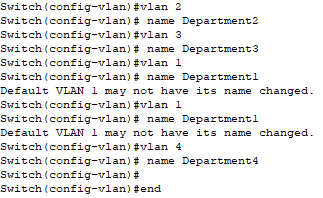 Switch(config-vlan)#vlan 2
Switch(config-vlan)# name Department2
Switch(config-vlan)#vlan 3
Switch(config-vlan)# name Department3
Switch(config-vlan)#vlan 1
Switch(config-vlan)# name Department1
Default VLAN 1 may not have its name changed.
Switch(config-vlan)#vlan 1
Switch(config-vlan)# name Department1
Default VLAN 1 may not have its name changed.
Switch(config-vlan)#vlan 4
Switch(config-vlan)# name Department4
Switch(config-vlan)#
Switch(config-vlan)#end